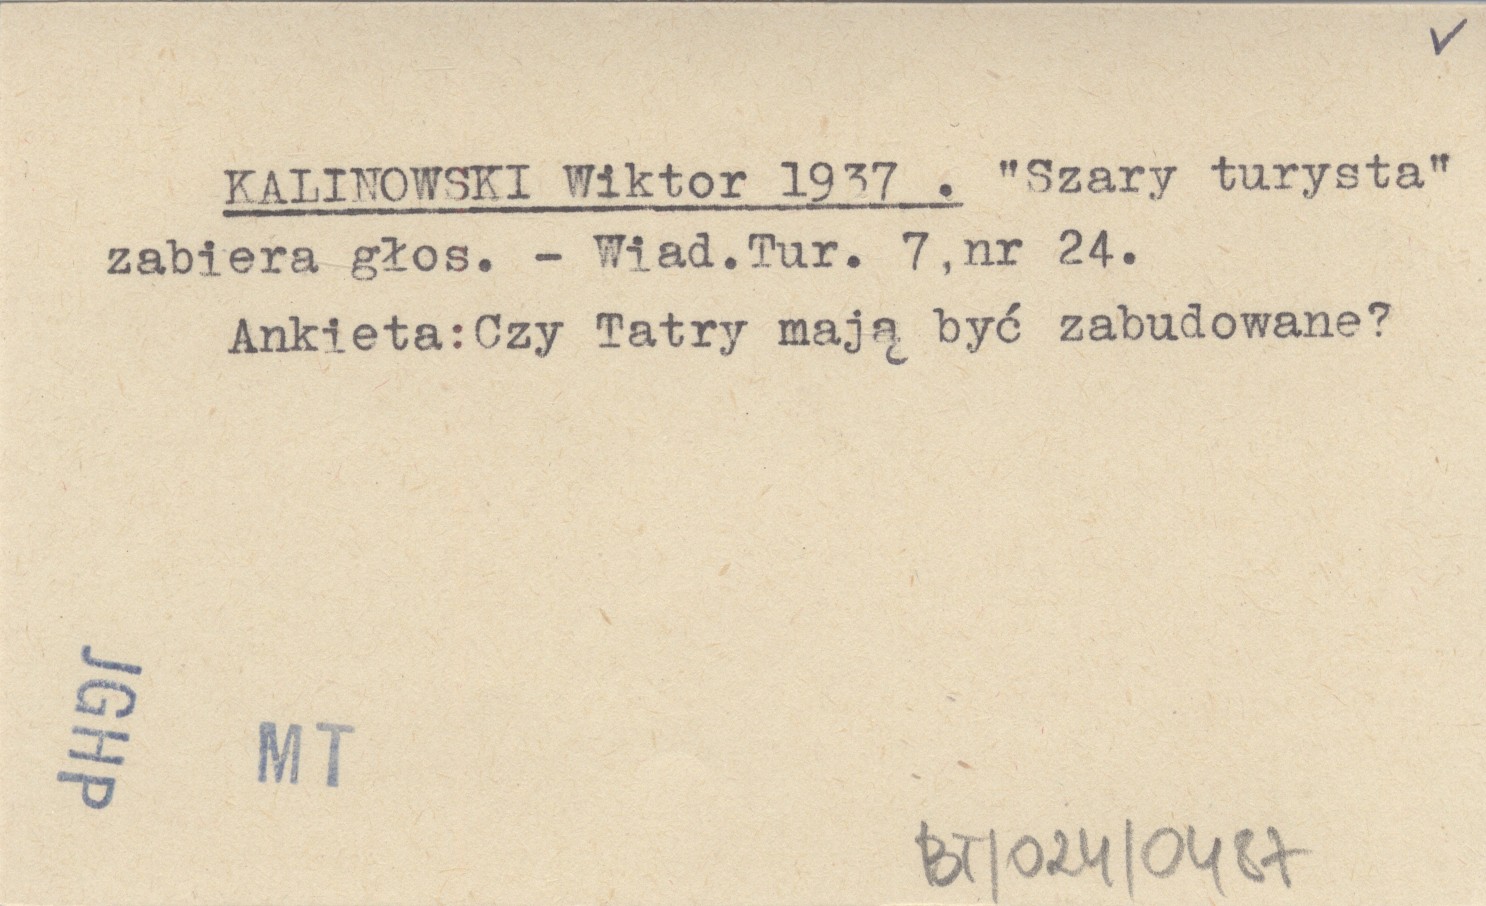 KALINOWSKI Wiktor 1937 . "Szary turysta"
zabiera głos. - Wiad.Tur. 7,nr 24.
Ankieta:Czy Tatry mają być zabudowane?
JGHP
MT
BT/024/0487